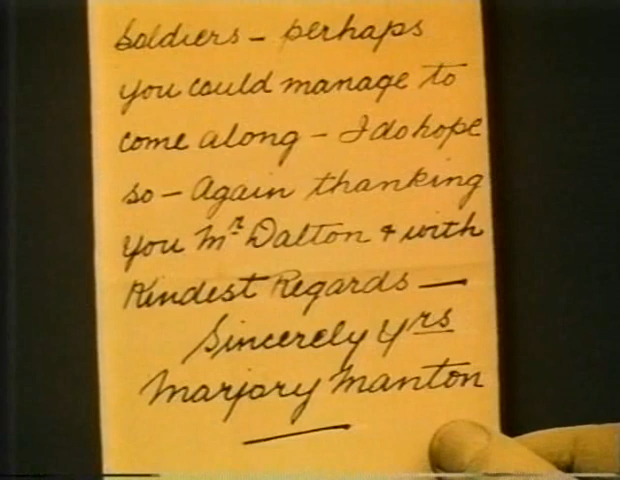 Soldiers – perhaps
you could manage to
come along – I do hope
so – Again thanking
you Mr Dalton & with
Kindest Regards –
Sincerely yrs
Marjory Manton